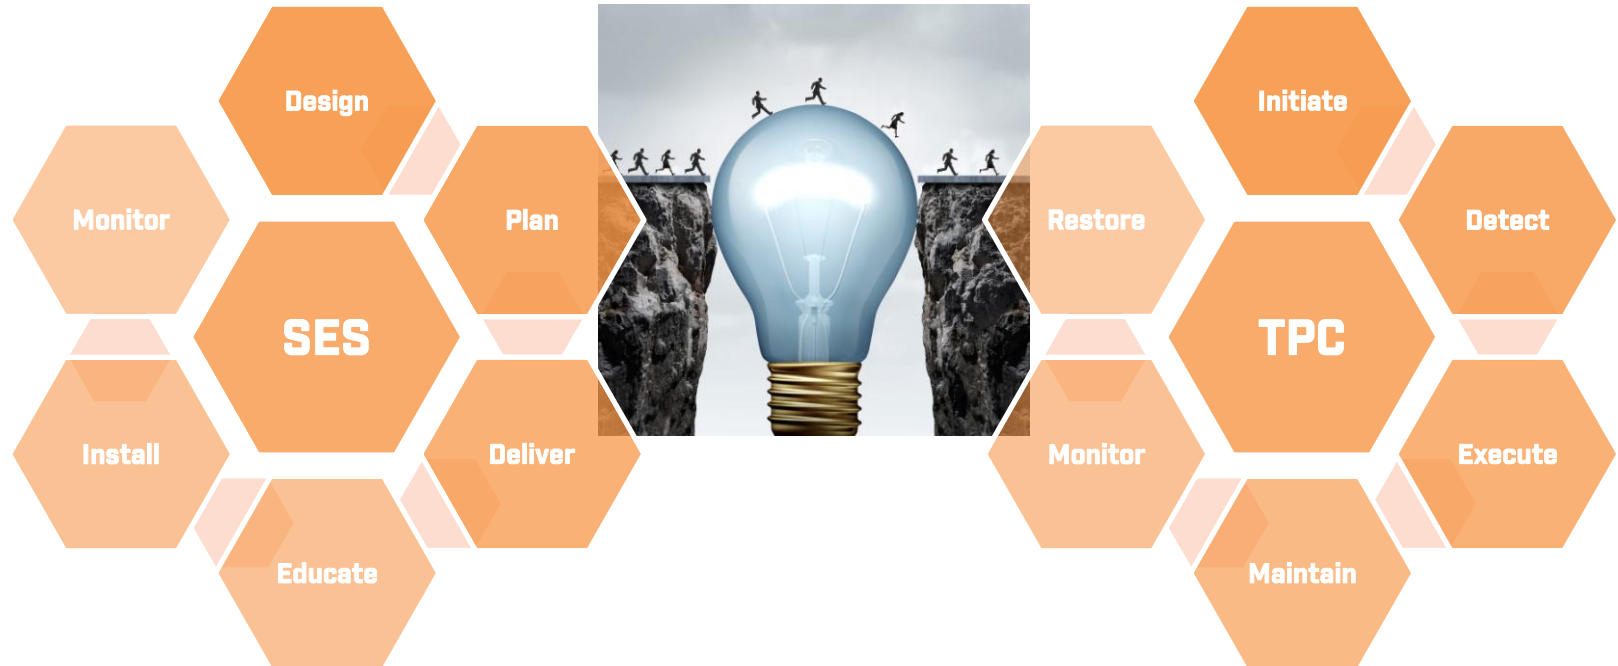 Design
Plan
Deliver
Educate
Install
Monitor
SES
Initiate
Detect
Execute
Maintain
Monitor
Restore
TPC